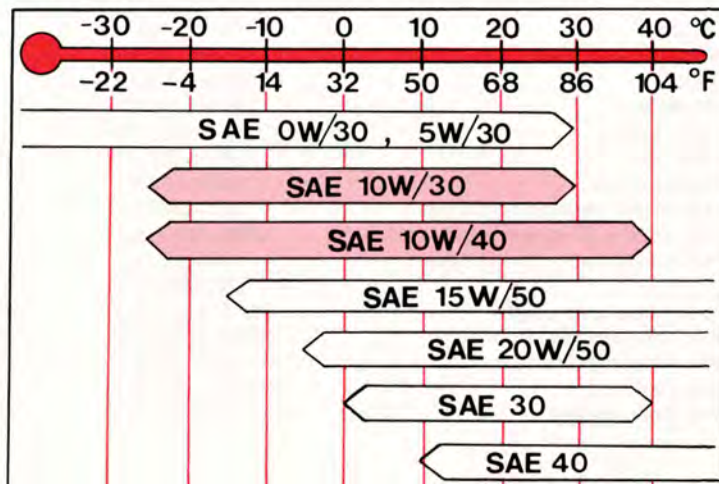 -30 -20 -10 0 10 20 30 40 °C
-22 -4 14 32 50 68 86 104 °F
SAE 0W/30 , 5W/30
SAE 10W/30
SAE 10W/40
SAE 15W/50
SAE 20W/50
SAE 30
SAE 40